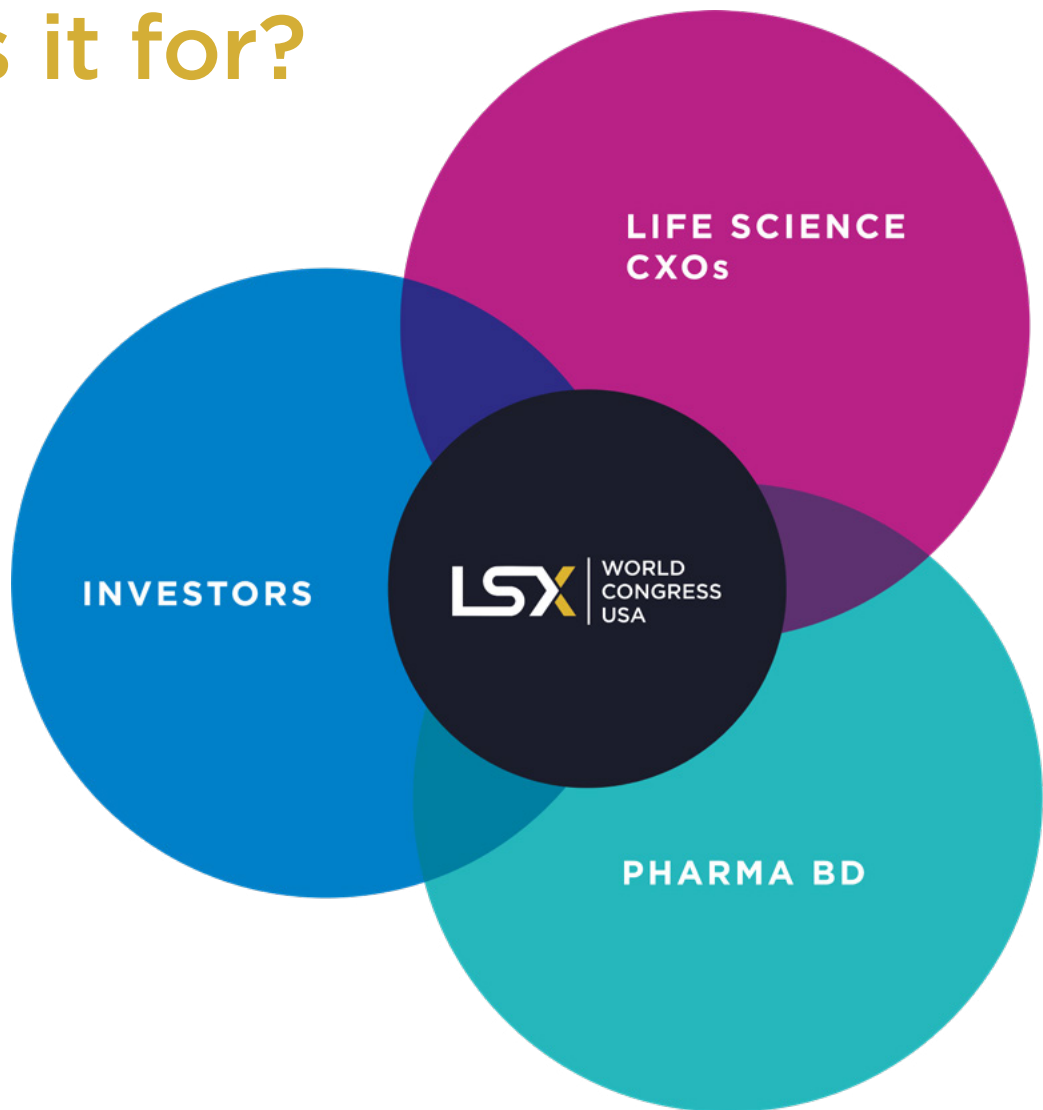 s it for?
LIFE SCIENCE
CXOs
INVESTORS
LSX
WORLD
CONGRESS
USA
PHARMA BD